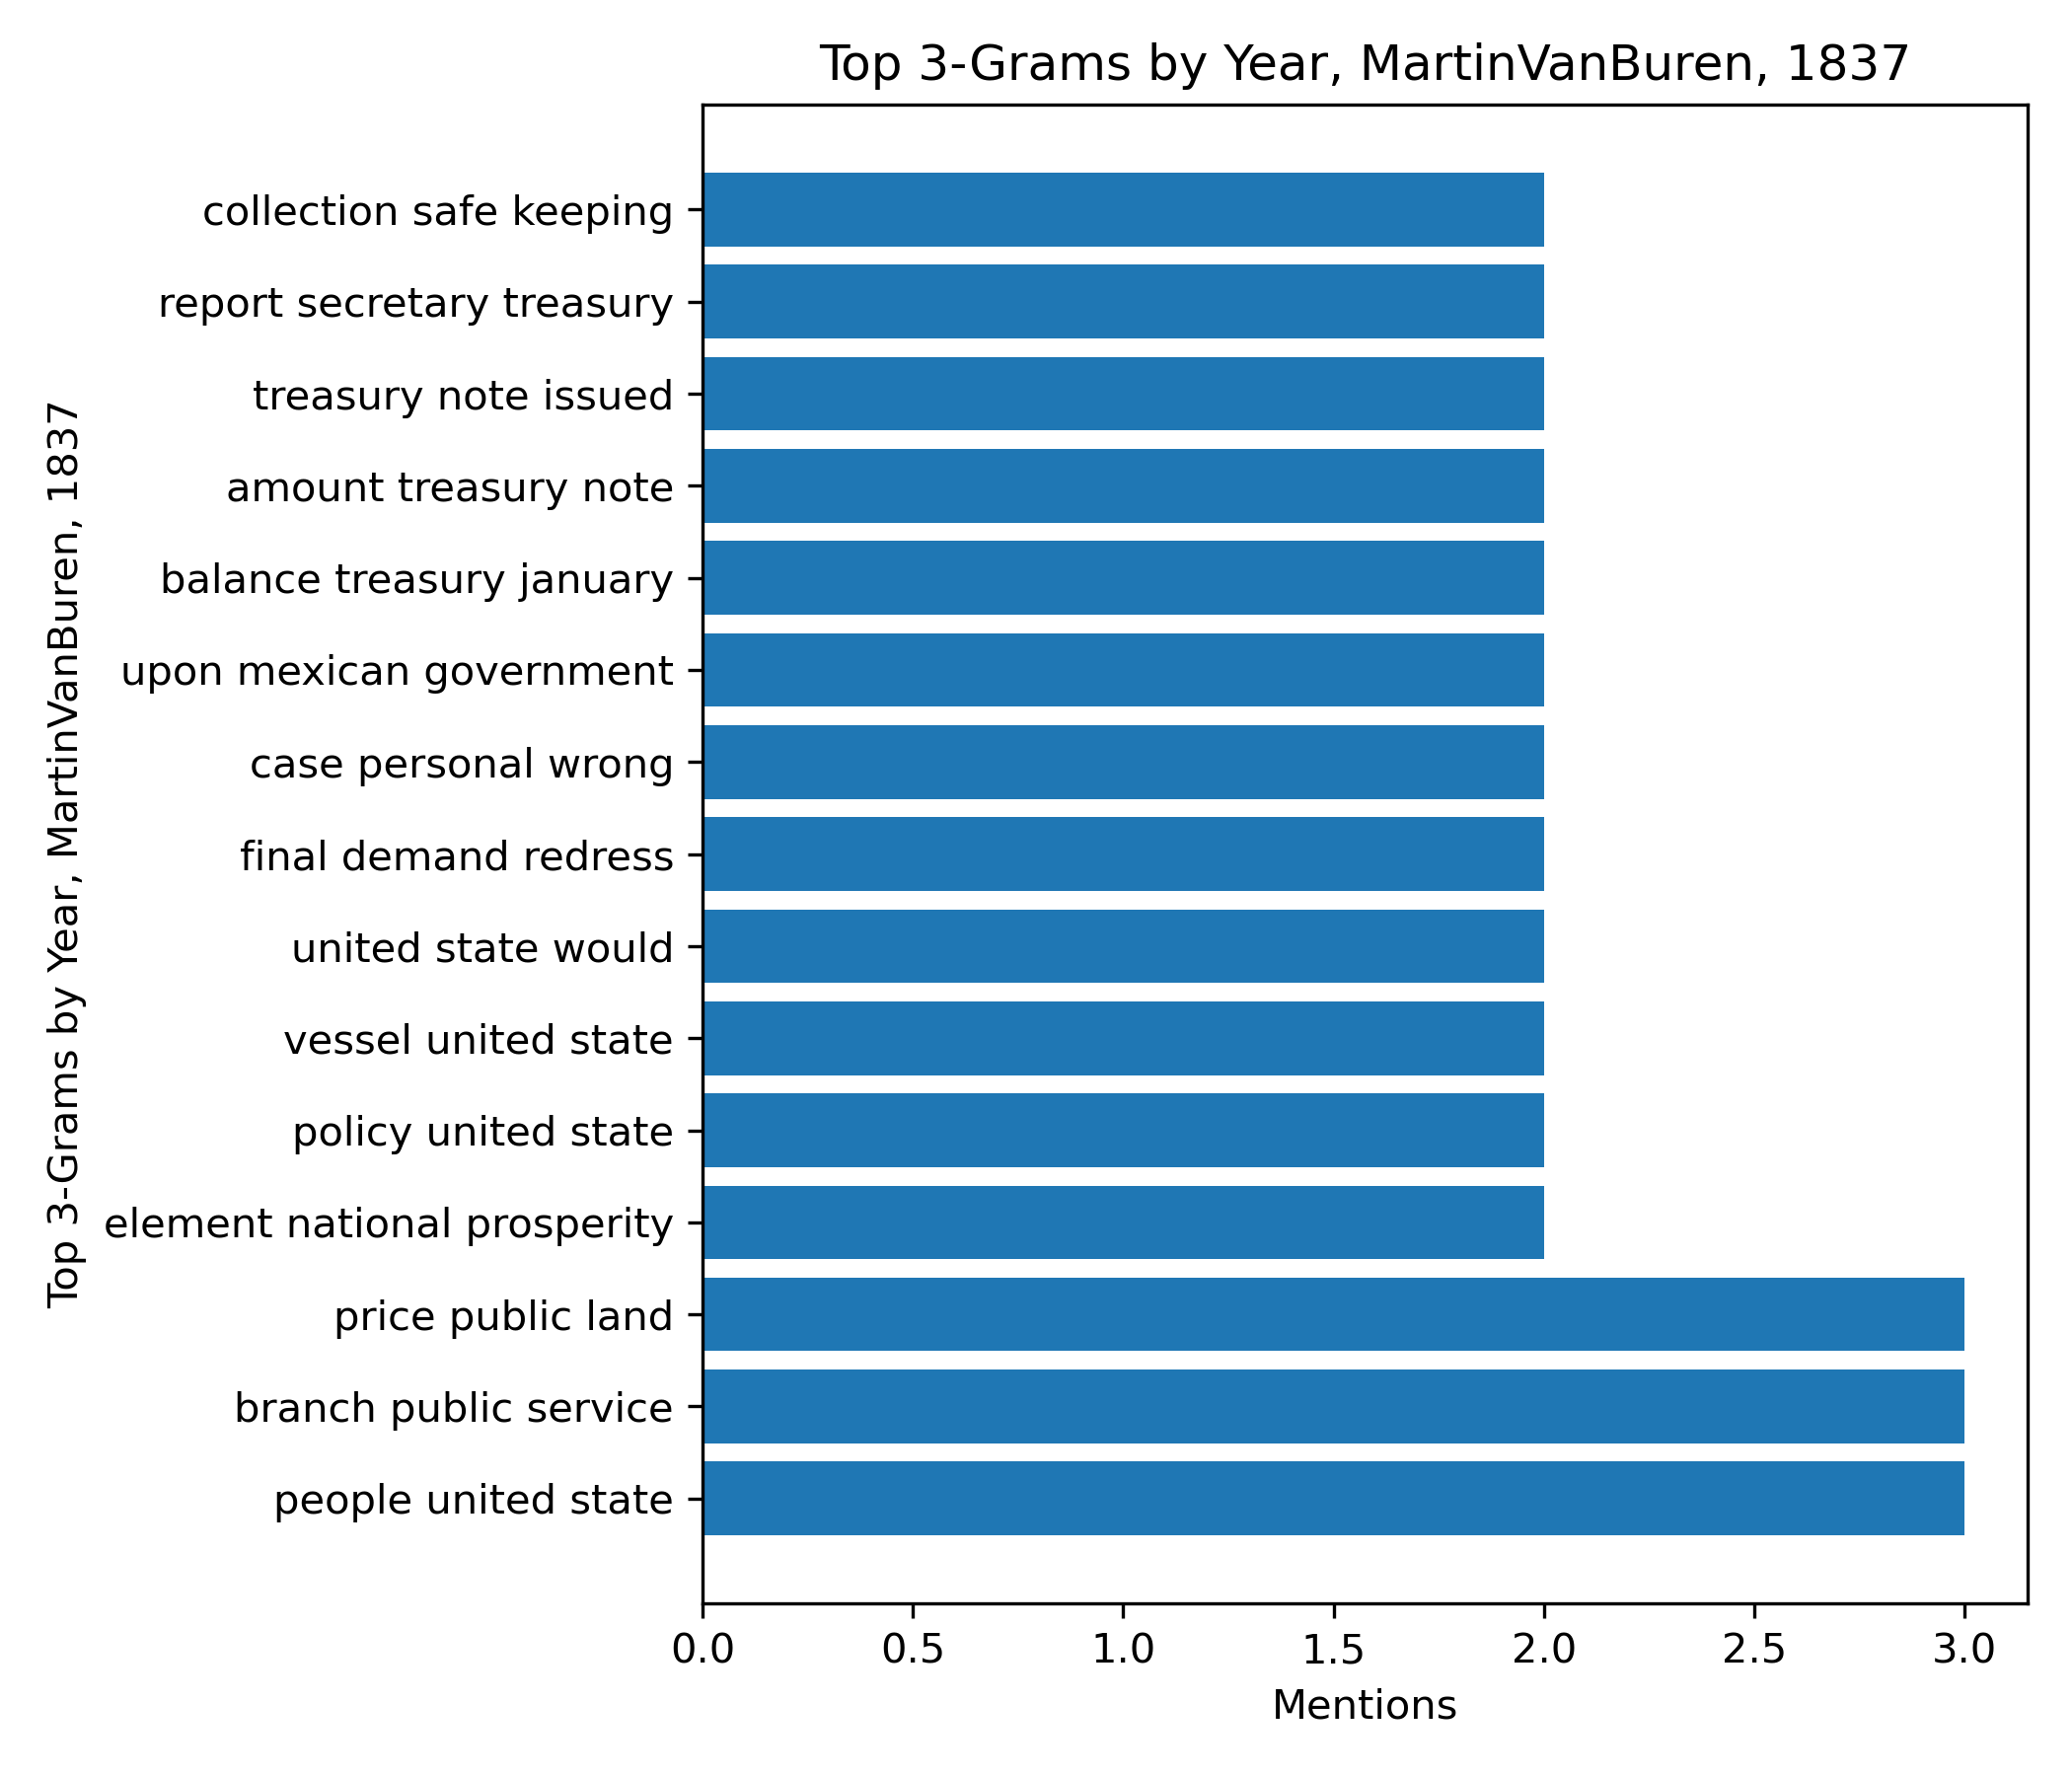 Top 3-Grams by Year, MartinVanBuren, 1837
Top 3-Grams by Year, MartinVanBuren, 1837
collection safe keeping
report secretary treasury
treasury note issued
amount treasury note
balance treasury january
upon mexican government
case personal wrong
final demand redress
united state would
vessel united state
policy united state
element national prosperity
price public land
branch public service
people united state
0.0 0.5 1.0 1.5 2.0 2.5 3.0
Mentions